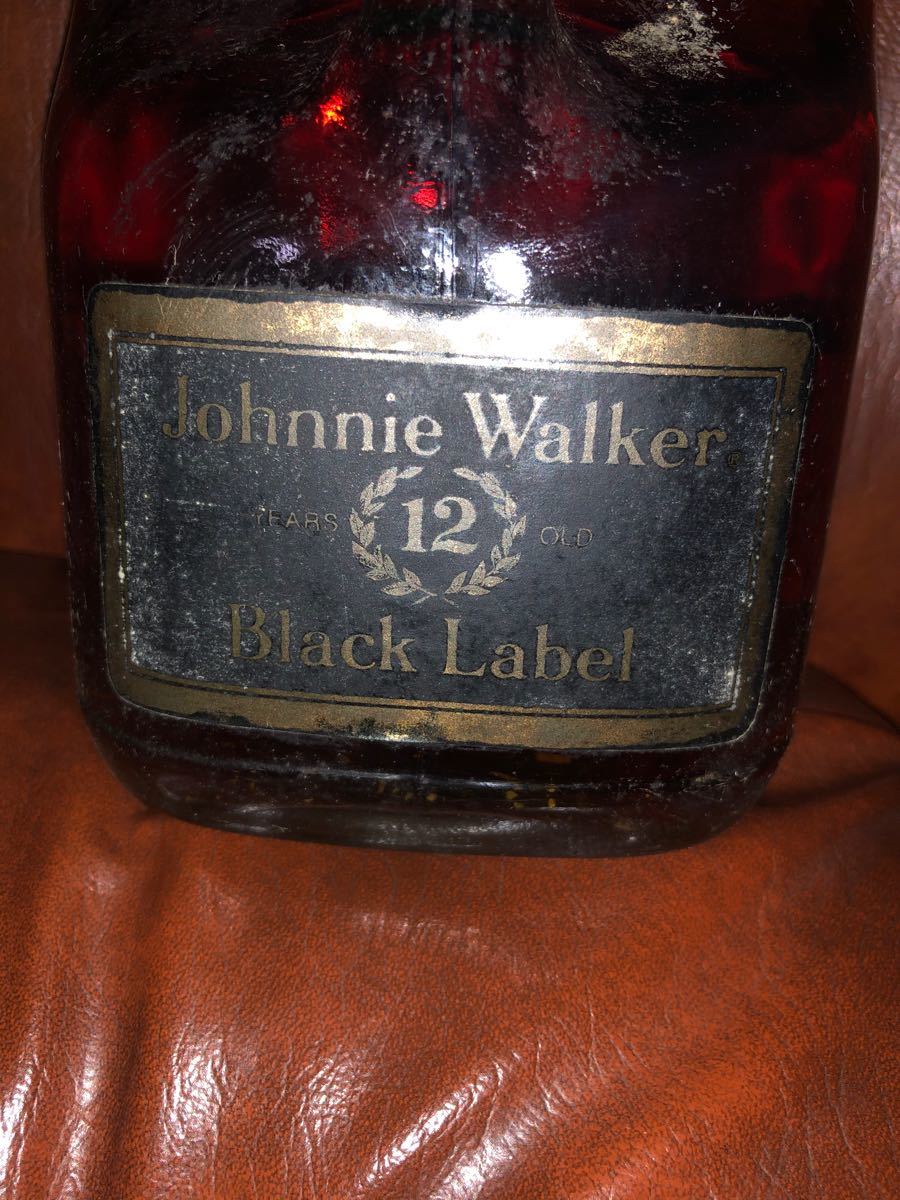 Johnnie Walker®
YEARS 12 OLD
Black Label